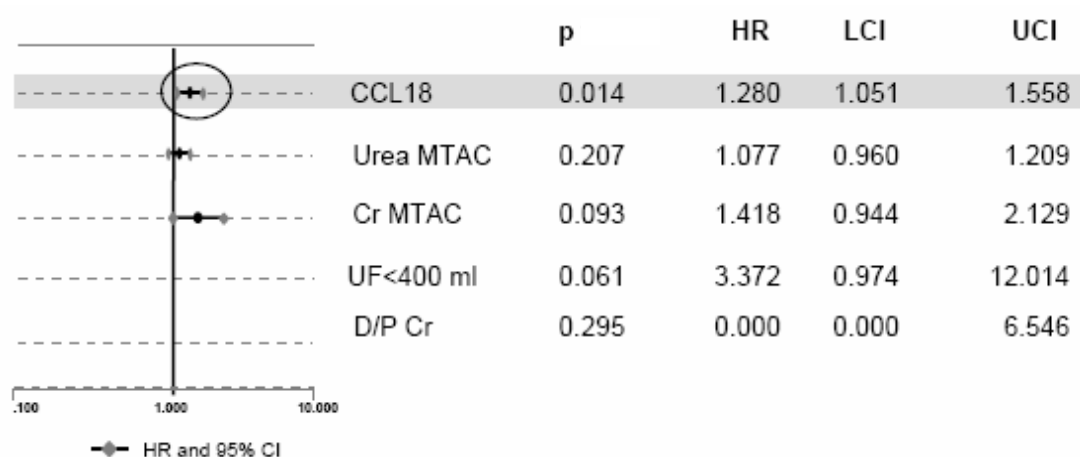 p HR LCI UCI
CCL18 0.014 1.280 1.051 1.558
Urea MTAC 0.207 1.077 0.960 1.209
Cr MTAC 0.093 1.418 0.944 2.129
UF<400 ml 0.061 3.372 0.974 12.014
D/P Cr 0.295 0.000 0.000 6.546
.100 1.000 10.000
HR and 95% CI